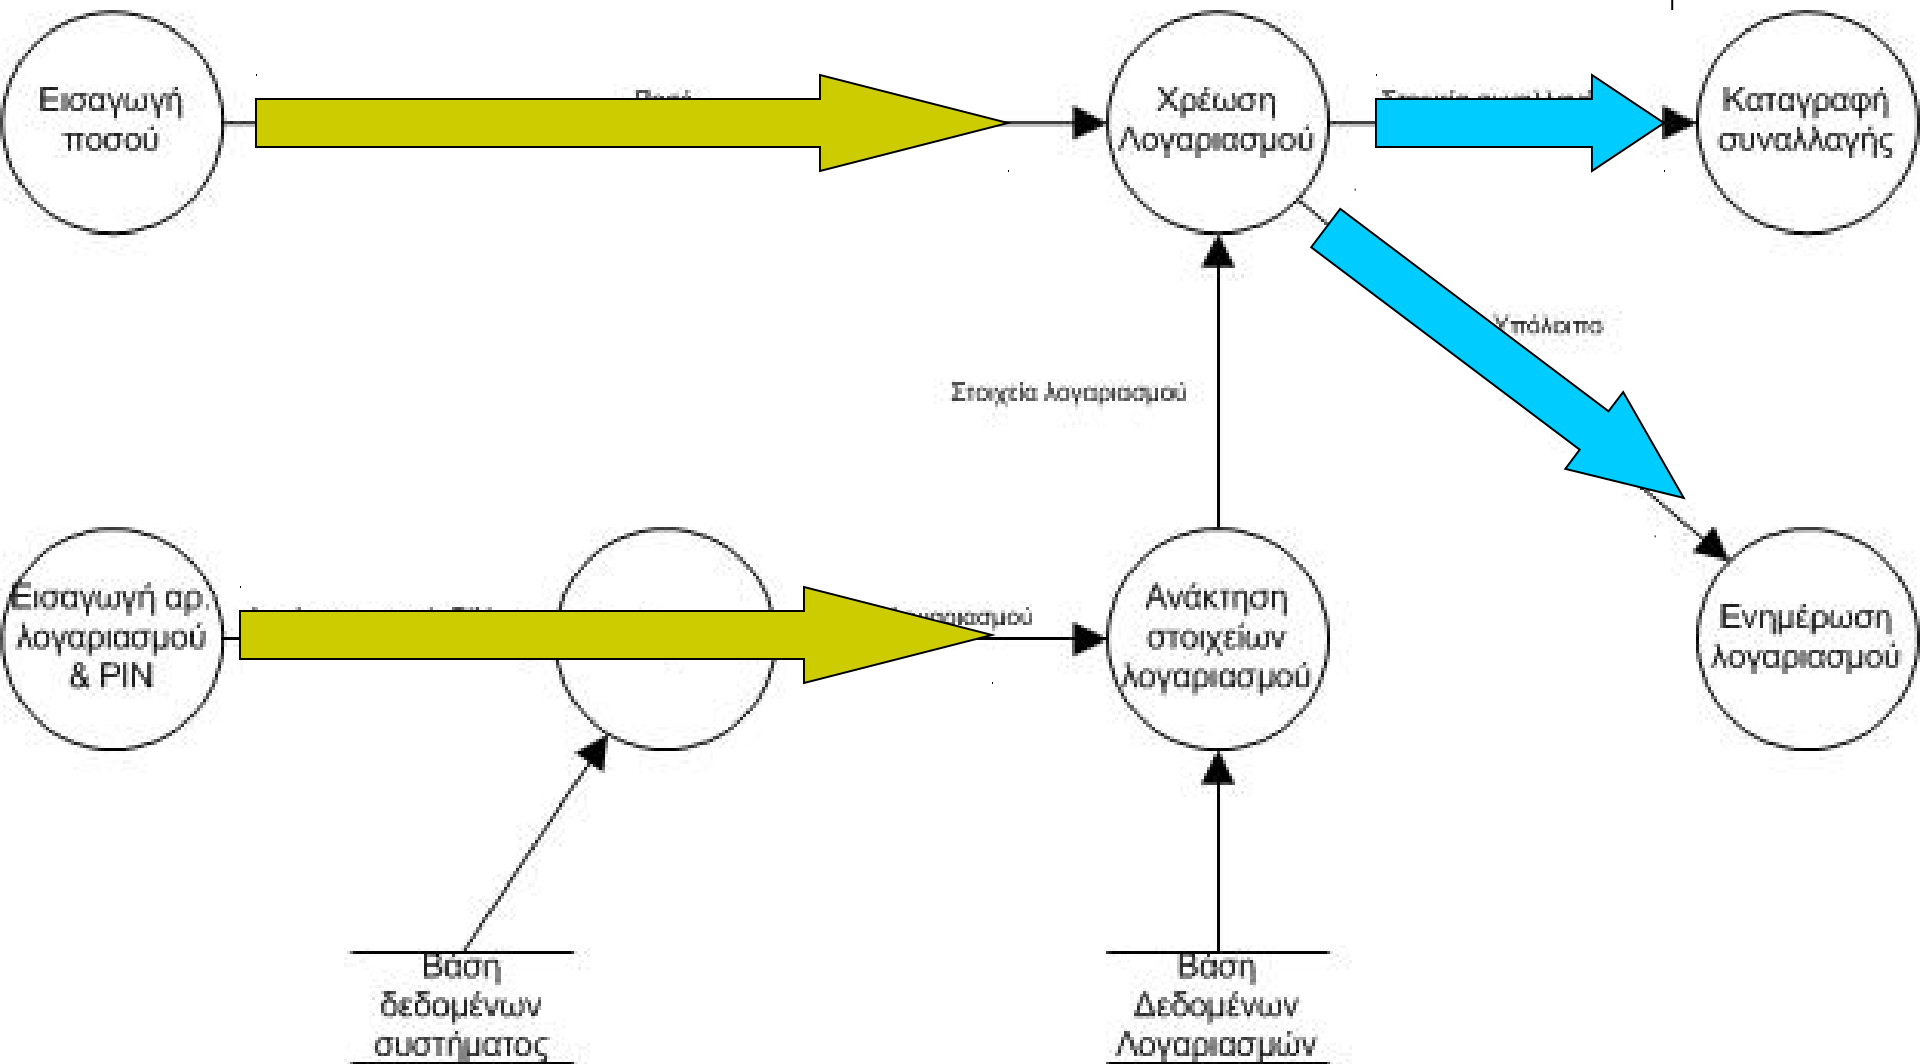 Εισαγωγή
ποσού
Χρέωση
Λογαριασμού
Καταγραφή
συναλλαγής
Υπόλοιπο
Στοιχεία λογαριασμού
Εισαγωγή αρ.
λογαριασμού
& PIN
Ανάκτηση
στοιχείων
λογαριασμού
Ενημέρωση
λογαριασμού
Βάση
δεδομένων
συστήματος
Βάση
Δεδομένων
Λογαριασμών